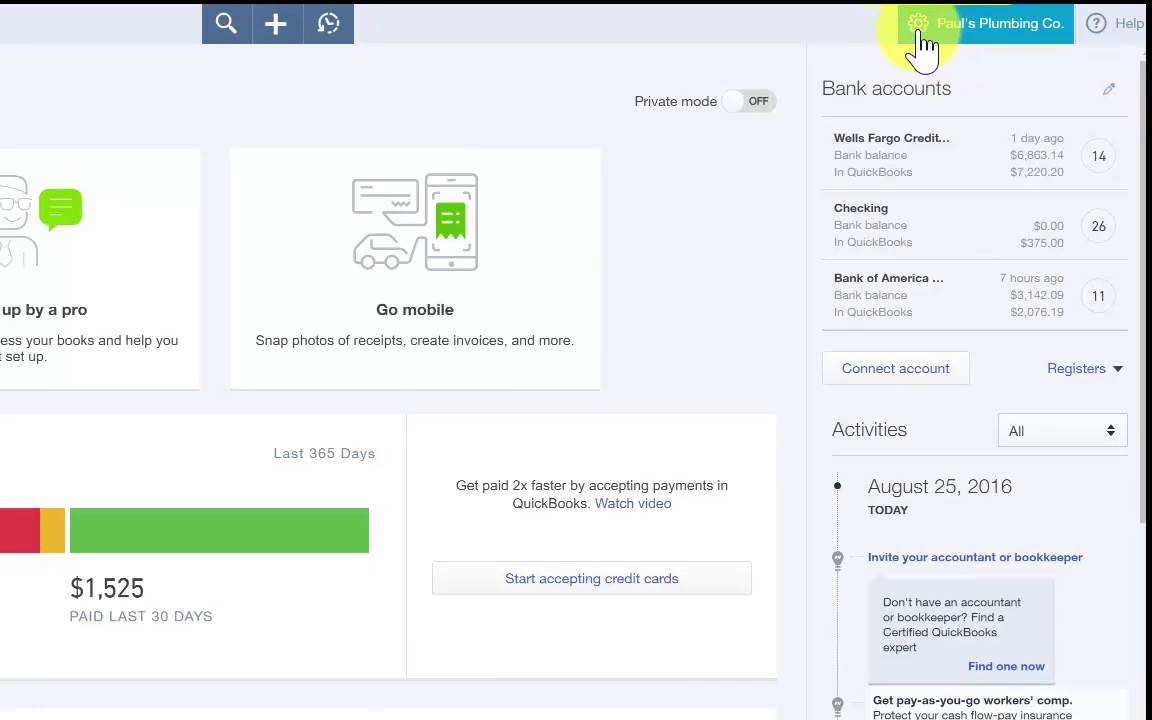 Paul's Plumbing Co.
Help
Private mode
OFF
up by a pro
ess your books and help you
t set up.
Go mobile
Snap photos of receipts, create invoices, and more.
Last 365 Days
$1,525
PAID LAST 30 DAYS
Get paid 2x faster by accepting payments in
QuickBooks. Watch video
Start accepting credit cards
Bank accounts
Wells Fargo Credit... 1 day ago
Bank balance $6,863.14
In QuickBooks $7,220.20
14
Checking
Bank balance $0.00
In QuickBooks $375.00
26
Bank of America ... 7 hours ago
Bank balance $3,142.09
In QuickBooks $2,076.19
11
Connect account
Registers
Activities
All
August 25, 2016
TODAY
Invite your accountant or bookkeeper
Don't have an accountant
or bookkeeper? Find a
Certified QuickBooks
expert
Find one now
Get pay-as-you-go workers' comp.
Protect your cash flow-pay insurance